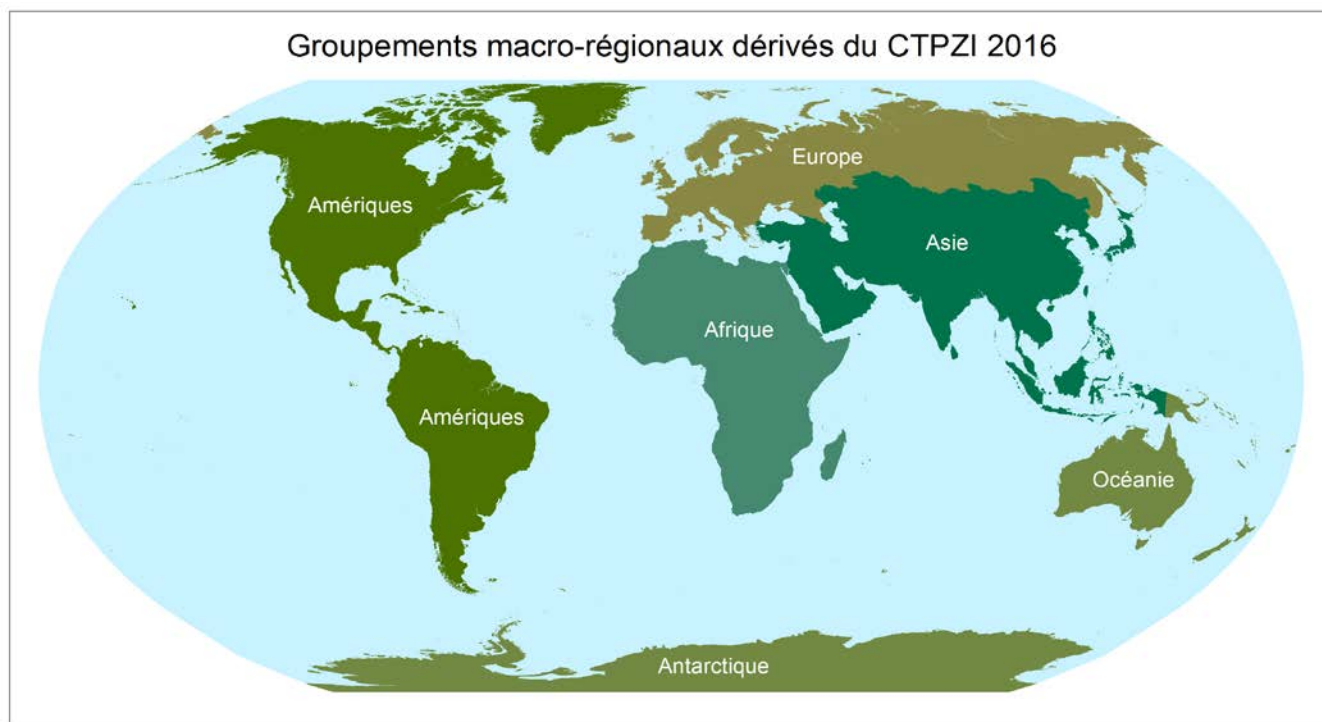 Groupements macro-régionaux dérivés du CTPZI 2016
Europe
Amériques
Asie
Afrique
Amériques
Océanie
Antarctique